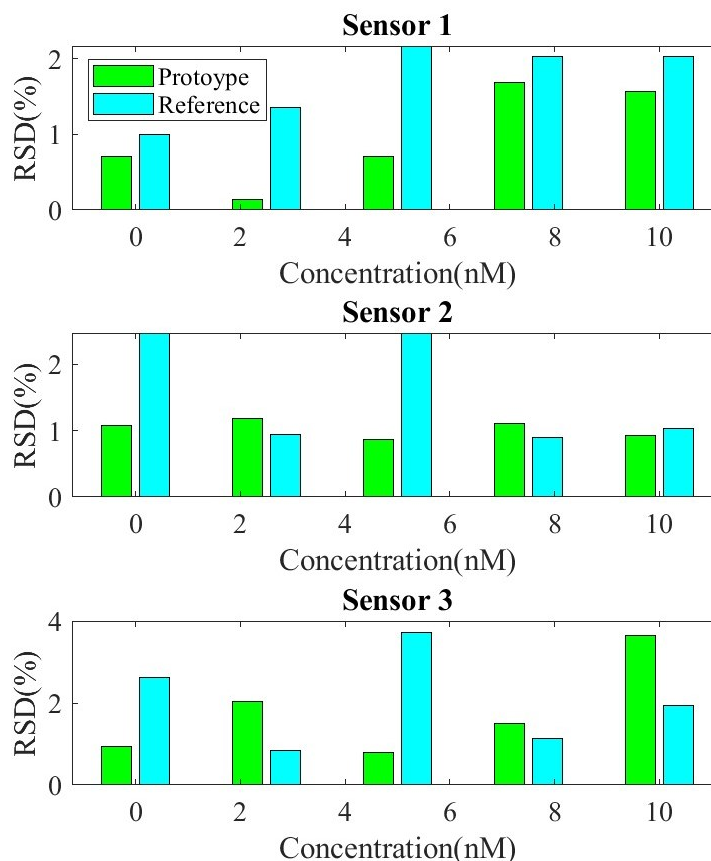 Sensor 1
RSD(%)
2
1
0
Protoype
Reference
0 2 4 6 8 10
Concentration(nM)
Sensor 2
RSD(%)
2
1
0
0 2 4 6 8 10
Concentration(nM)
Sensor 3
RSD(%)
4
2
0
0 2 4 6 8 10
Concentration(nM)